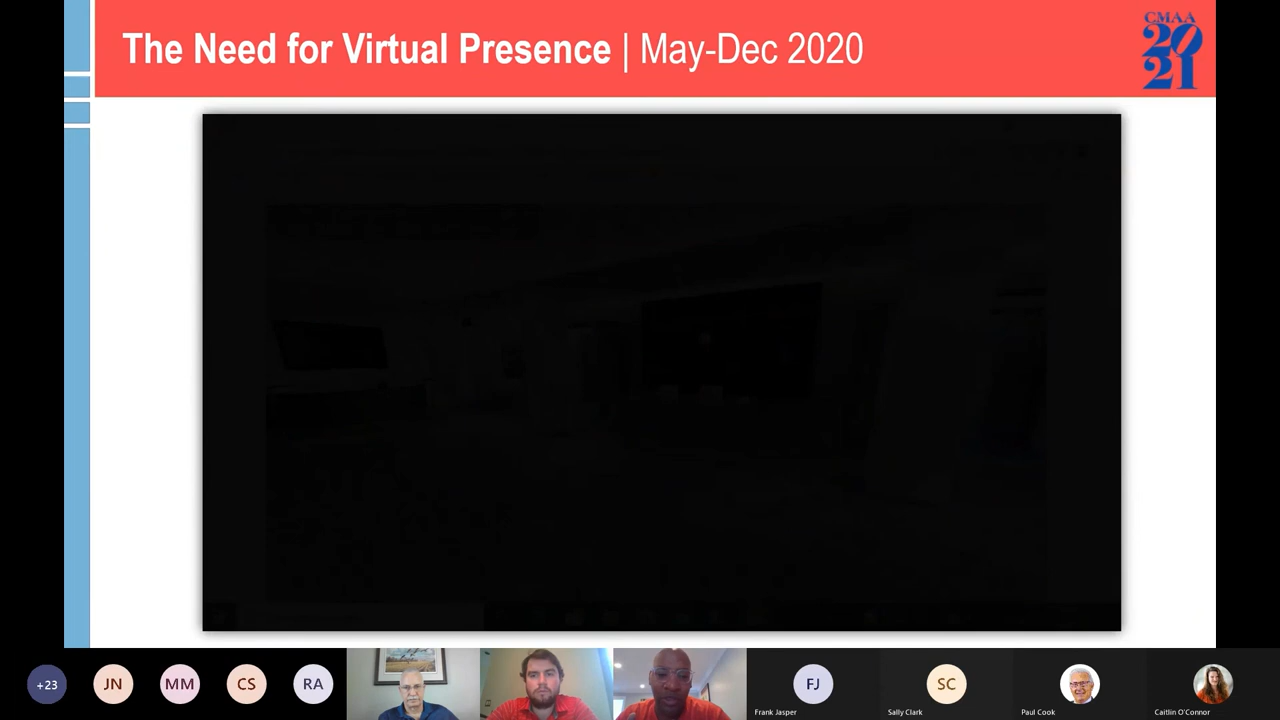 The Need for Virtual Presence | May-Dec 2020
CMAA
20
21
+23
JN
MM
CS
RA
FJ
SC
Frank Jasper
Sally Clark
Paul Cook
Caitlin O'Connor